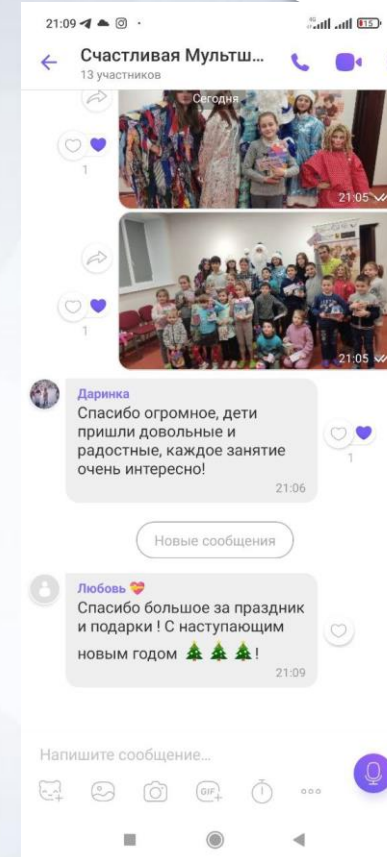 21:09
4G
15
Счастливая Мультш...
13 участников
Сегодня
1
21:05
1
21:05
Даринка
Спасибо огромное, дети
пришли довольные и
радостные, каждое занятие
очень интересно!
1
21:06
Новые сообщения
Любовь 💝
Спасибо большое за праздник
и подарки ! С наступающим
новым годом 🎄🎄🎄!
21:09
Напишите сообщение...
GIF